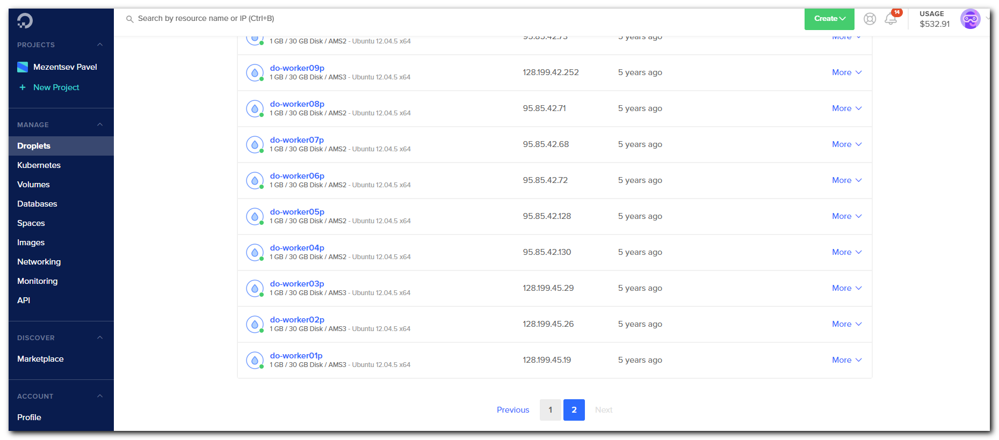 PROJECTS
Mezentsev Pavel
+ New Project
MANAGE
Droplets
Kubernetes
Volumes
Databases
Spaces
Images
Networking
Monitoring
API
DISCOVER
Marketplace
ACCOUNT
Profile
Search by resource name or IP (Ctrl+B)
Create
14
USAGE
$532.91
1 GB / 30 GB Disk / AMS2 - Ubuntu 12.04.5 x64
95.85.42.73
5 years ago
More
do-worker09p
1 GB / 30 GB Disk / AMS3 - Ubuntu 12.04.5 x64
128.199.42.252
5 years ago
More
do-worker08p
1 GB / 30 GB Disk / AMS2 - Ubuntu 12.04.5 x64
95.85.42.71
5 years ago
More
do-worker07p
1 GB / 30 GB Disk / AMS2 - Ubuntu 12.04.5 x64
95.85.42.68
5 years ago
More
do-worker06p
1 GB / 30 GB Disk / AMS2 - Ubuntu 12.04.5 x64
95.85.42.72
5 years ago
More
do-worker05p
1 GB / 30 GB Disk / AMS2 - Ubuntu 12.04.5 x64
95.85.42.128
5 years ago
More
do-worker04p
1 GB / 30 GB Disk / AMS2 - Ubuntu 12.04.5 x64
95.85.42.130
5 years ago
More
do-worker03p
1 GB / 30 GB Disk / AMS3 - Ubuntu 12.04.5 x64
128.199.45.29
5 years ago
More
do-worker02p
1 GB / 30 GB Disk / AMS3 - Ubuntu 12.04.5 x64
128.199.45.26
5 years ago
More
do-worker01p
1 GB / 30 GB Disk / AMS3 - Ubuntu 12.04.5 x64
128.199.45.19
5 years ago
More
Previous 1 2 Next